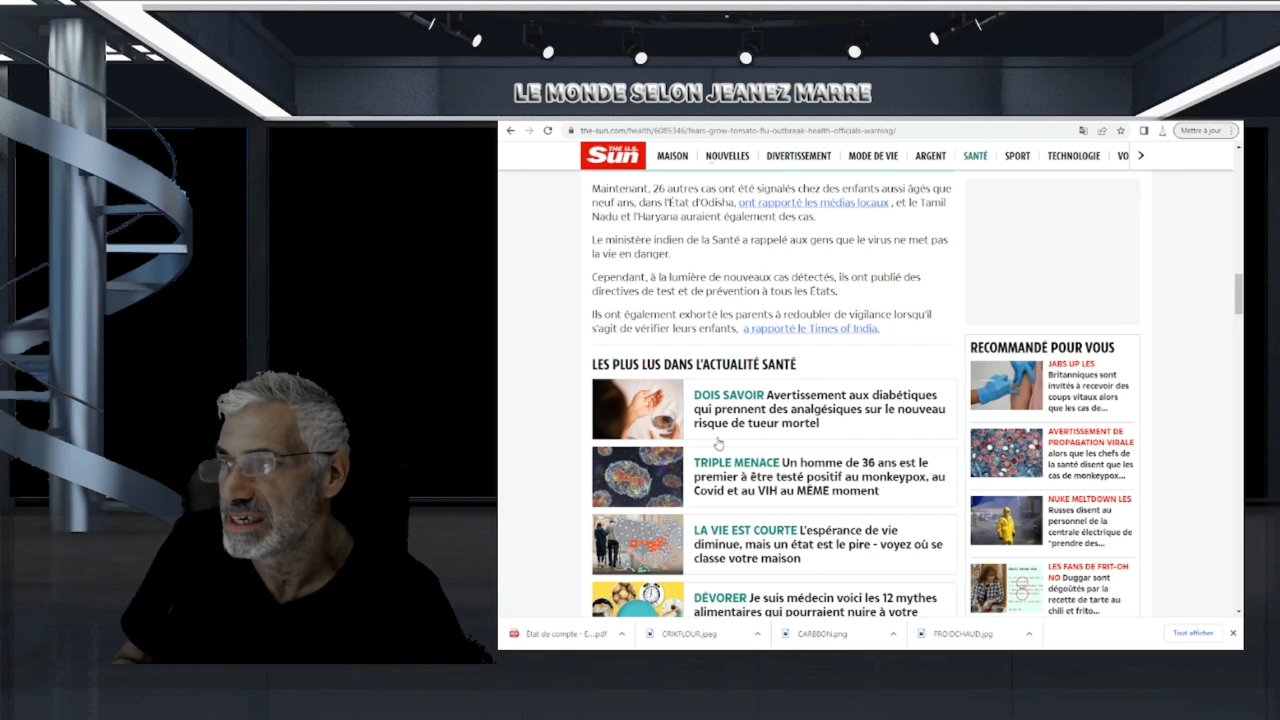 LE MONDE SELON JEANEZ MARRE
the-sun.com/health/6085346/fears-grow-tomato-flu-outbreak-health-officials-warning/
Mettre à jour
THE U.S. Sun
MAISON NOUVELLES DIVERTISSEMENT MODE DE VIE ARGENT SANTÉ SPORT TECHNOLOGIE VO
Maintenant, 26 autres cas ont été signalés chez des enfants aussi âgés que
neuf ans, dans l'État d'Odisha, ont rapporté les médias locaux , et le Tamil
Nadu et l'Haryana auraient également des cas.
Le ministère indien de la Santé a rappelé aux gens que le virus ne met pas
la vie en danger.
Cependant, à la lumière de nouveaux cas détectés, ils ont publié des
directives de test et de prévention à tous les États.
Ils ont également exhorté les parents à redoubler de vigilance lorsqu'il
s'agit de vérifier leurs enfants, a rapporté le Times of India.
LES PLUS LUS DANS L'ACTUALITÉ SANTÉ
DOIS SAVOIR Avertissement aux diabétiques
qui prennent des analgésiques sur le nouveau
risque de tueur mortel
TRIPLE MENACE Un homme de 36 ans est le
premier à être testé positif au monkeypox, au
Covid et au VIH au MÊME moment
LA VIE EST COURTE L'espérance de vie
diminue, mais un état est le pire - voyez où se
classe votre maison
DÉVORER Je suis médecin voici les 12 mythes
alimentaires qui pourraient nuire à votre
RECOMMANDÉ POUR VOUS
JABS UP LES
Britanniques sont
invités à recevoir des
coups vitaux alors
que les cas de...
AVERTISSEMENT DE
PROPAGATION VIRALE
alors que les chefs de
la santé disent que les
cas de monkeypox...
NUKE MELTDOWN LES
Russes disent au
personnel de la
centrale électrique de
"prendre des...
LES FANS DE FRIT-OH
NO Duggar sont
dégoûtés par la
recette de tarte au
chili et frito...
Etat de compte - E....pdf
CRIKFLOUR.jpeg
CARBBON.png
FROIDCHAUD.jpg
Tout afficher